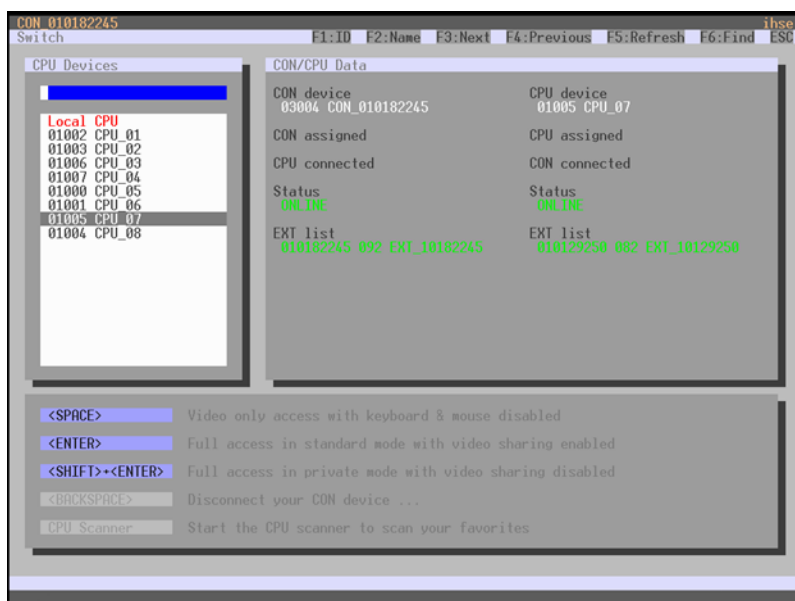 CON_010182245 ihse
Switch F1:ID F2:Name F3:Next F4:Previous F5:Refresh F6:Find ESC
CPU Devices
Local CPU
01002 CPU_01
01003 CPU_02
01006 CPU_03
01007 CPU_04
01000 CPU_05
01001 CPU_06
01005 CPU_07
01004 CPU_08
CON/CPU Data
CON device
03004 CON_010182245
CON assigned
CPU connected
Status
ONLINE
EXT list
010182245 092 EXT_10182245
CPU device
01005 CPU_07
CPU assigned
CON connected
Status
ONLINE
EXT list
010129250 082 EXT_10129250
<SPACE> Video only access with keyboard & mouse disabled
<ENTER> Full access in standard mode with video sharing enabled
<SHIFT>+<ENTER> Full access in private mode with video sharing disabled
<BACKSPACE> Disconnect your CON device ...
CPU Scanner Start the CPU scanner to scan your favorites